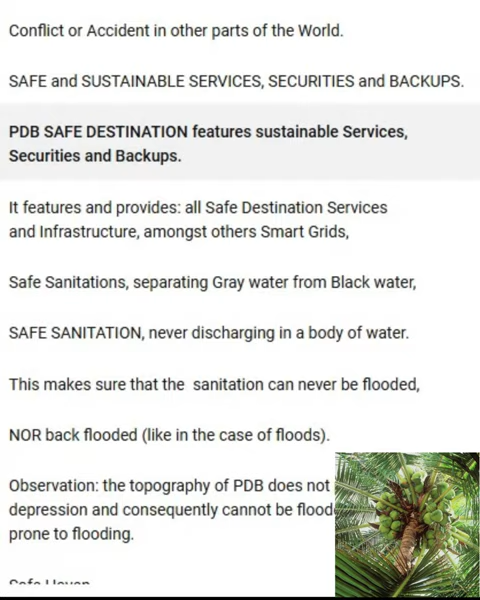 Conflict or Accident in other parts of the World.
SAFE and SUSTAINABLE SERVICES, SECURITIES and BACKUPS.
PDB SAFE DESTINATION features sustainable Services,
Securities and Backups.
It features and provides: all Safe Destination Services
and Infrastructure, amongst others Smart Grids,
Safe Sanitations, separating Gray water from Black water,
SAFE SANITATION, never discharging in a body of water.
This makes sure that the  sanitation can never be flooded,
NOR back flooded (like in the case of floods).
Observation: the topography of PDB does not
depression and consequently cannot be
prone to flooding.